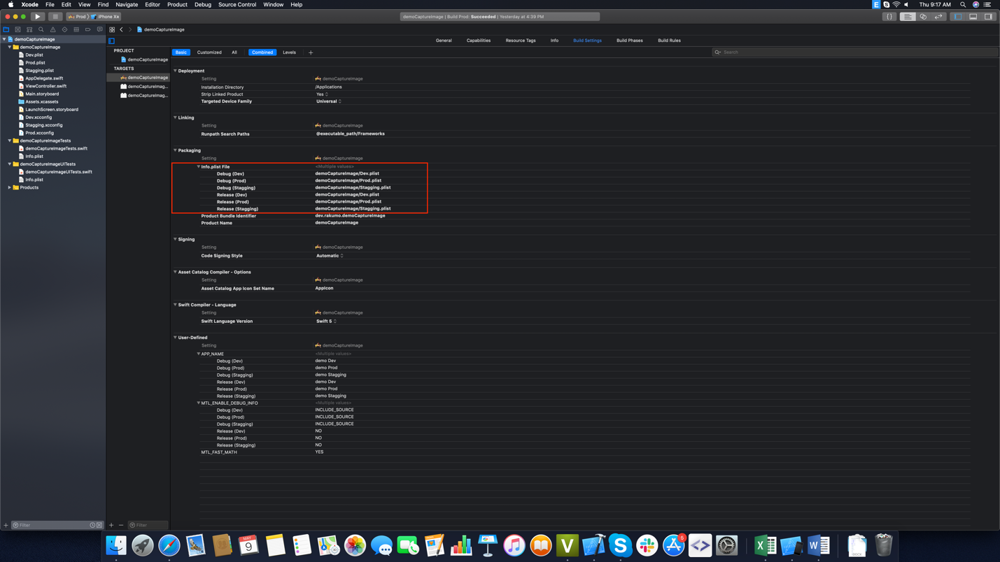 Xcode File Edit View Find Navigate Editor Product Debug Source Control Window Help
Thu 9:17 AM
Prod iPhone Xʀ
demoCaptureImage | Build Prod: Succeeded | Yesterday at 4:39 PM
demoCaptureImage
demoCaptureImage
Dev.plist
Prod.plist
Stagging.plist
AppDelegate.swift
ViewController.swift
Main.storyboard
Assets.xcassets
LaunchScreen.storyboard
Dev.xcconfig
Stagging.xcconfig
Prod.xcconfig
demoCaptureImageTests
demoCaptureImageTests.swift
Info.plist
demoCaptureImageUITests
demoCaptureImageUITests.swift
Info.plist
Products
Filter
demoCaptureImage
General Capabilities Resource Tags Info Build Settings Build Phases Build Rules
PROJECT
demoCaptureImage
TARGETS
demoCaptureImage
demoCaptureImag...
demoCaptureImag...
Filter
Basic Customized All Combined Levels +
Search
Deployment
Setting demoCaptureImage
Installation Directory /Applications
Strip Linked Product Yes
Targeted Device Family Universal
Linking
Setting demoCaptureImage
Runpath Search Paths @executable_path/Frameworks
Packaging
Setting demoCaptureImage
Info.plist File <Multiple values>
Debug (Dev) demoCaptureImage/Dev.plist
Debug (Prod) demoCaptureImage/Prod.plist
Debug (Stagging) demoCaptureImage/Stagging.plist
Release (Dev) demoCaptureImage/Dev.plist
Release (Prod) demoCaptureImage/Prod.plist
Release (Stagging) demoCaptureImage/Stagging.plist
Product Bundle Identifier dev.rakumo.demoCaptureImage
Product Name demoCaptureImage
Signing
Setting demoCaptureImage
Code Signing Style Automatic
Asset Catalog Compiler - Options
Setting demoCaptureImage
Asset Catalog App Icon Set Name AppIcon
Swift Compiler - Language
Setting demoCaptureImage
Swift Language Version Swift 5
User-Defined
Setting demoCaptureImage
APP_NAME <Multiple values>
Debug (Dev) demo Dev
Debug (Prod) demo Prod
Debug (Stagging) demo Stagging
Release (Dev) demo Dev
Release (Prod) demo Prod
Release (Stagging) demo Stagging
MTL_ENABLE_DEBUG_INFO <Multiple values>
Debug (Dev) INCLUDE_SOURCE
Debug (Prod) INCLUDE_SOURCE
Debug (Stagging) INCLUDE_SOURCE
Release (Dev) NO
Release (Prod) NO
Release (Stagging) NO
MTL_FAST_MATH YES
MAY
9
5
DOCX